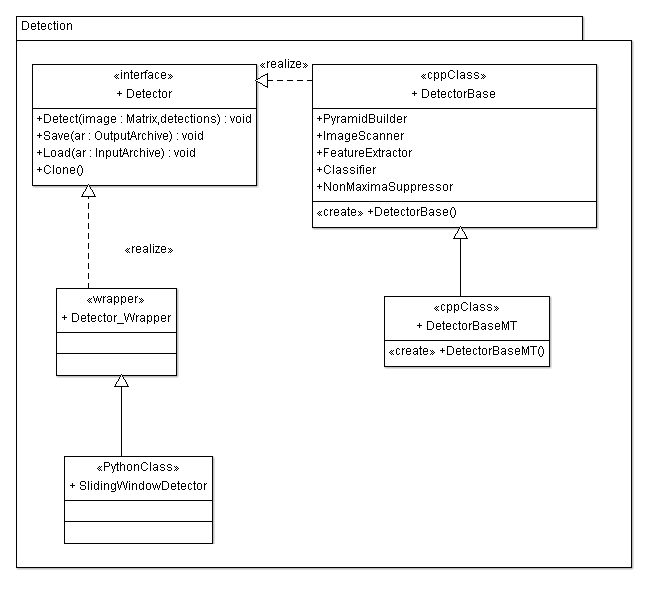 Detection
«interface»
+ Detector
+Detect(image : Matrix,detections) : void
+Save(ar : OutputArchive) : void
+Load(ar : InputArchive) : void
+Clone()
«realize»
«cppClass»
+ DetectorBase
+PyramidBuilder
+ImageScanner
+FeatureExtractor
+Classifier
+NonMaximaSuppressor
«create» +DetectorBase()
«realize»
«wrapper»
+ Detector_Wrapper
«cppClass»
+ DetectorBaseMT
«create» +DetectorBaseMT()
«PythonClass»
+ SlidingWindowDetector